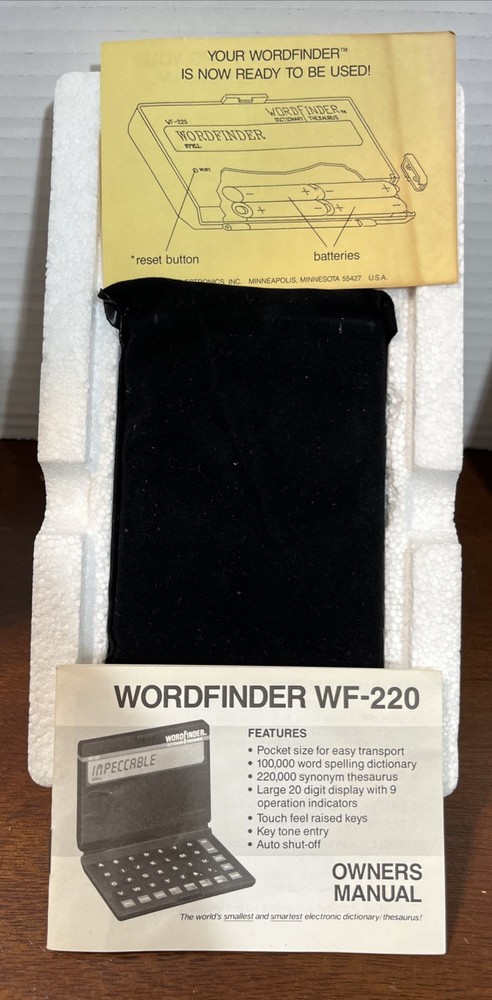 YOUR WORDFINDER™
IS NOW READY TO BE USED!
WORDFINDER™
DICTIONARY THESAURUS
WF-220
WORDFINDER
SPELL
RESET
*reset button
batteries
INC. MINNEAPOLIS, MINNESOTA 55427 U.S.A.
WORDFINDER WF-220
WORDFINDER
IMPECCABLE
FEATURES
• Pocket size for easy transport
• 100,000 word spelling dictionary
• 220,000 synonym thesaurus
• Large 20 digit display with 9
operation indicators
• Touch feel raised keys
• Key tone entry
• Auto shut-off
OWNERS
MANUAL
The world's smallest and smartest electronic dictionary/thesaurus!